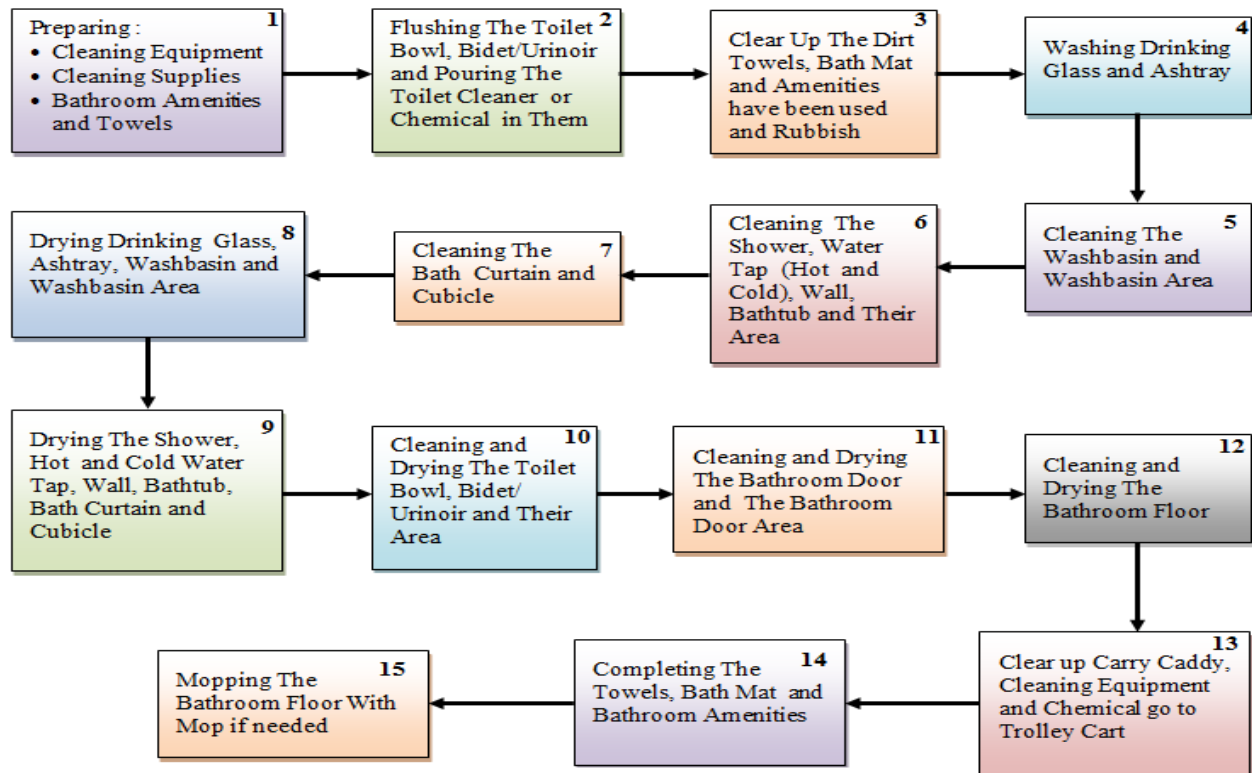 1
Preparing :
• Cleaning Equipment
• Cleaning Supplies
• Bathroom Amenities
and Towels
2
Flushing The Toilet
Bowl, Bidet/Urinoir
and Pouring The
Toilet Cleaner or
Chemical in Them
3
Clear Up The Dirt
Towels, Bath Mat
and Amenities
have been used
and Rubbish
4
Washing Drinking
Glass and Ashtray
5
Cleaning The
Washbasin and
Washbasin Area
6
Cleaning The
Shower, Water
Tap (Hot and
Cold), Wall,
Bathtub and Their
Area
7
Cleaning The
Bath Curtain and
Cubicle
8
Drying Drinking Glass,
Ashtray, Washbasin and
Washbasin Area
9
Drying The Shower,
Hot and Cold Water
Tap, Wall, Bathtub,
Bath Curtain and
Cubicle
10
Cleaning and
Drying The Toilet
Bowl, Bidet/
Urinoir and Their
Area
11
Cleaning and Drying
The Bathroom Door
and The Bathroom
Door Area
12
Cleaning and
Drying The
Bathroom Floor
13
Clear up Carry Caddy,
Cleaning Equipment
and Chemical go to
Trolley Cart
14
Completing The
Towels, Bath Mat and
Bathroom Amenities
15
Mopping The
Bathroom Floor With
Mop if needed